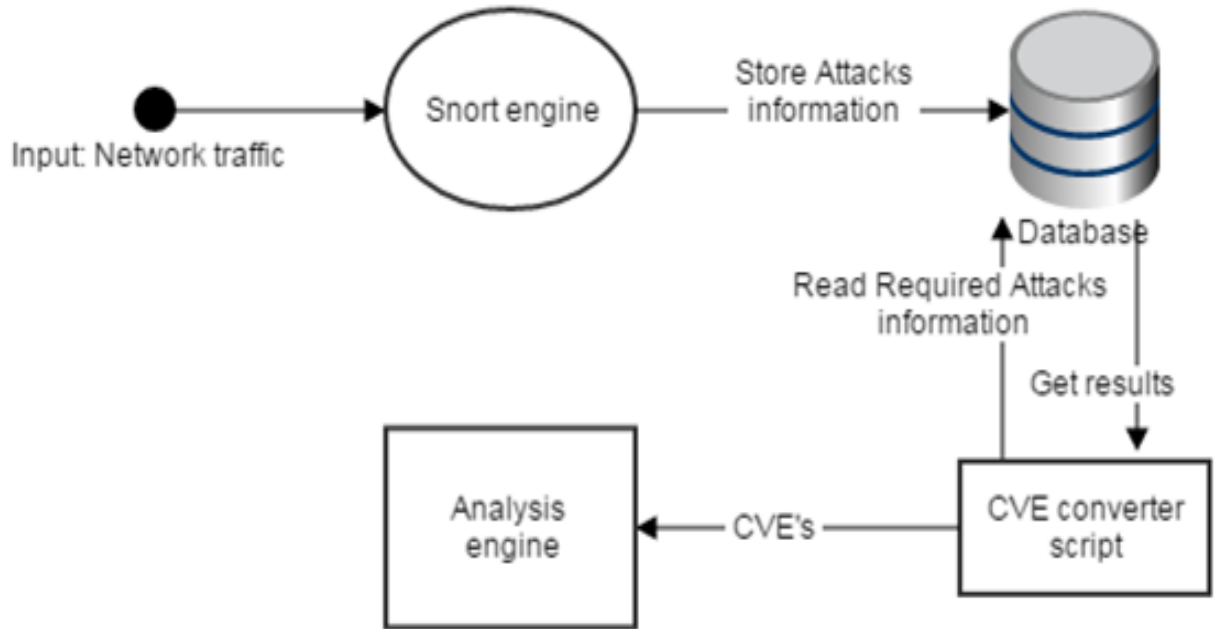 Store Attacks
information
Snort engine
Input: Network traffic
Database
Read Required Attacks
information
Get results
Analysis
engine
CVE's
CVE converter
script